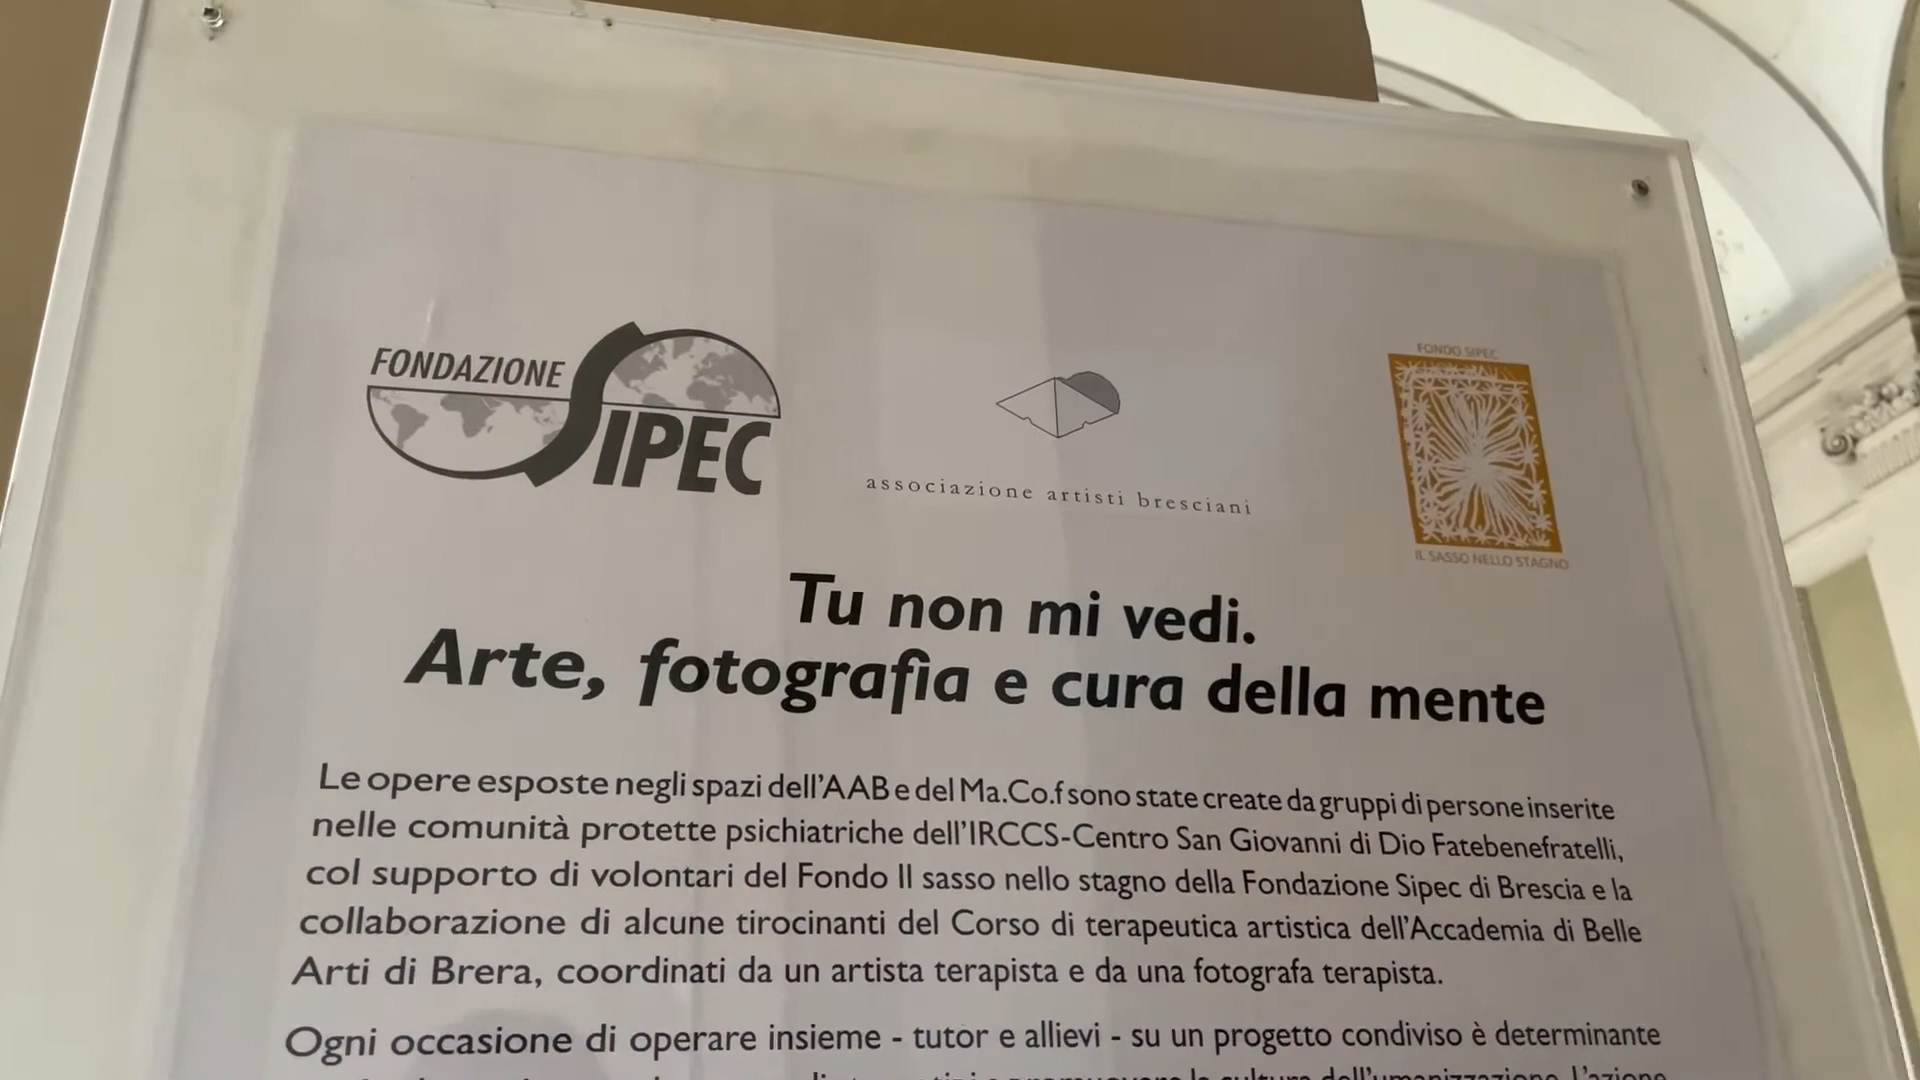 FONDAZIONE
SIPEC
associazione artisti bresciani
FONDO SIPEC
IL SASSO NELLO STAGNO
Tu non mi vedi.
Arte, fotografia e cura della mente
Le opere esposte negli spazi dell'AAB e del Ma.Co.f sono state create da gruppi di persone inserite
nelle comunità protette psichiatriche dell'IRCCS-Centro San Giovanni di Dio Fatebenefratelli,
col supporto di volontari del Fondo Il sasso nello stagno della Fondazione Sipec di Brescia e la
collaborazione di alcune tirocinanti del Corso di terapeutica artistica dell'Accademia di Belle
Arti di Brera, coordinati da un artista terapista e da una fotografa terapista.
Ogni occasione di operare insieme - tutor e allievi - su un progetto condiviso è determinante
la cultura dell'umanizzazione. L'azione